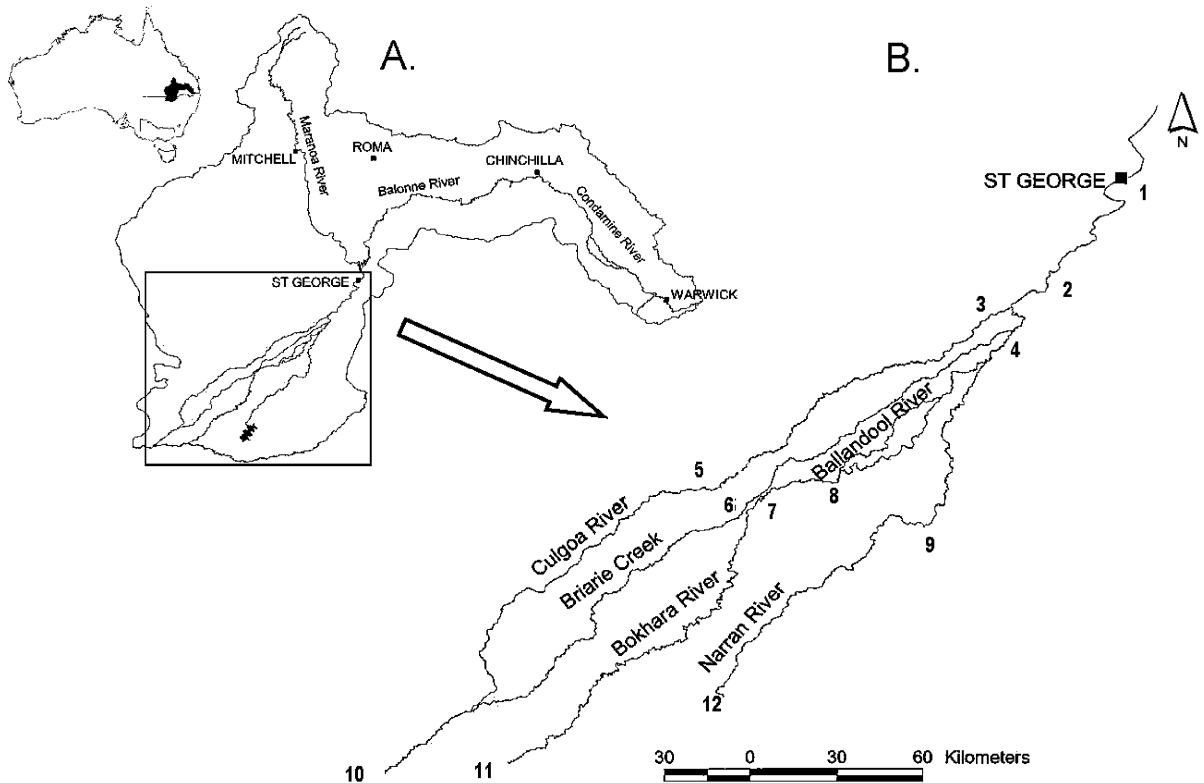 A.
B.
N
MITCHELL
Maranoa River
ROMA
CHINCHILLA
Balonne River
Condamine River
ST GEORGE
WARWICK
ST GEORGE
1
2
3
4
Ballandool River
5
6
7
8
9
Culgoa River
Briarie Creek
Bokhara River
Narran River
12
10
11
30 0 30 60 Kilometers